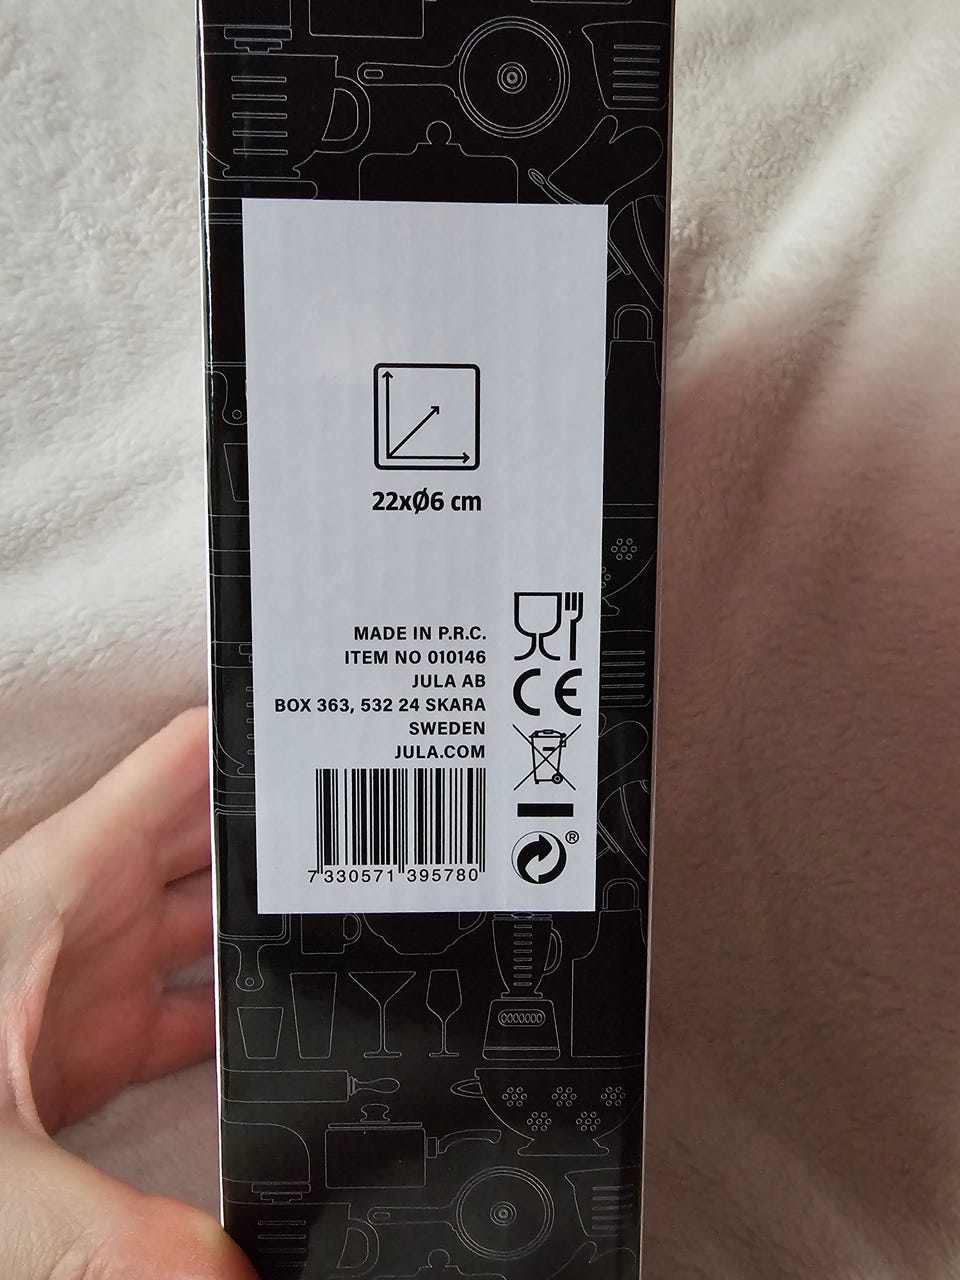 22xØ6 cm
MADE IN P.R.C.
ITEM NO 010146
JULA AB
BOX 363, 532 24 SKARA
SWEDEN
JULA.COM
CE
®
7 330571 395780